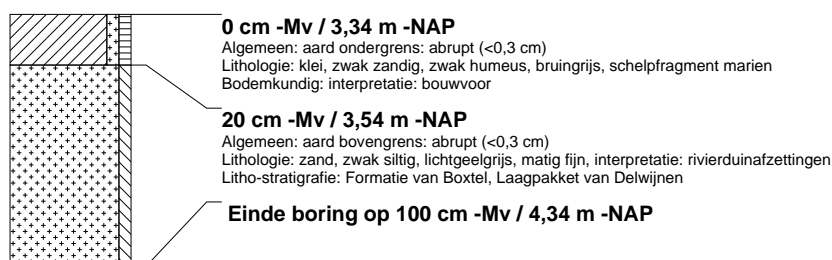 0 cm -Mv / 3,34 m -NAP
Algemeen: aard ondergrens: abrupt (<0,3 cm)
Lithologie: klei, zwak zandig, zwak humeus, bruingrijs, schelpfragment marien
Bodemkundig: interpretatie: bouwvoor
20 cm -Mv / 3,54 m -NAP
Algemeen: aard bovengrens: abrupt (<0,3 cm)
Lithologie: zand, zwak siltig, lichtgeelgrijs, matig fijn, interpretatie: rivierduinafzettingen
Litho-stratigrafie: Formatie van Boxtel, Laagpakket van Delwijnen
Einde boring op 100 cm -Mv / 4,34 m -NAP